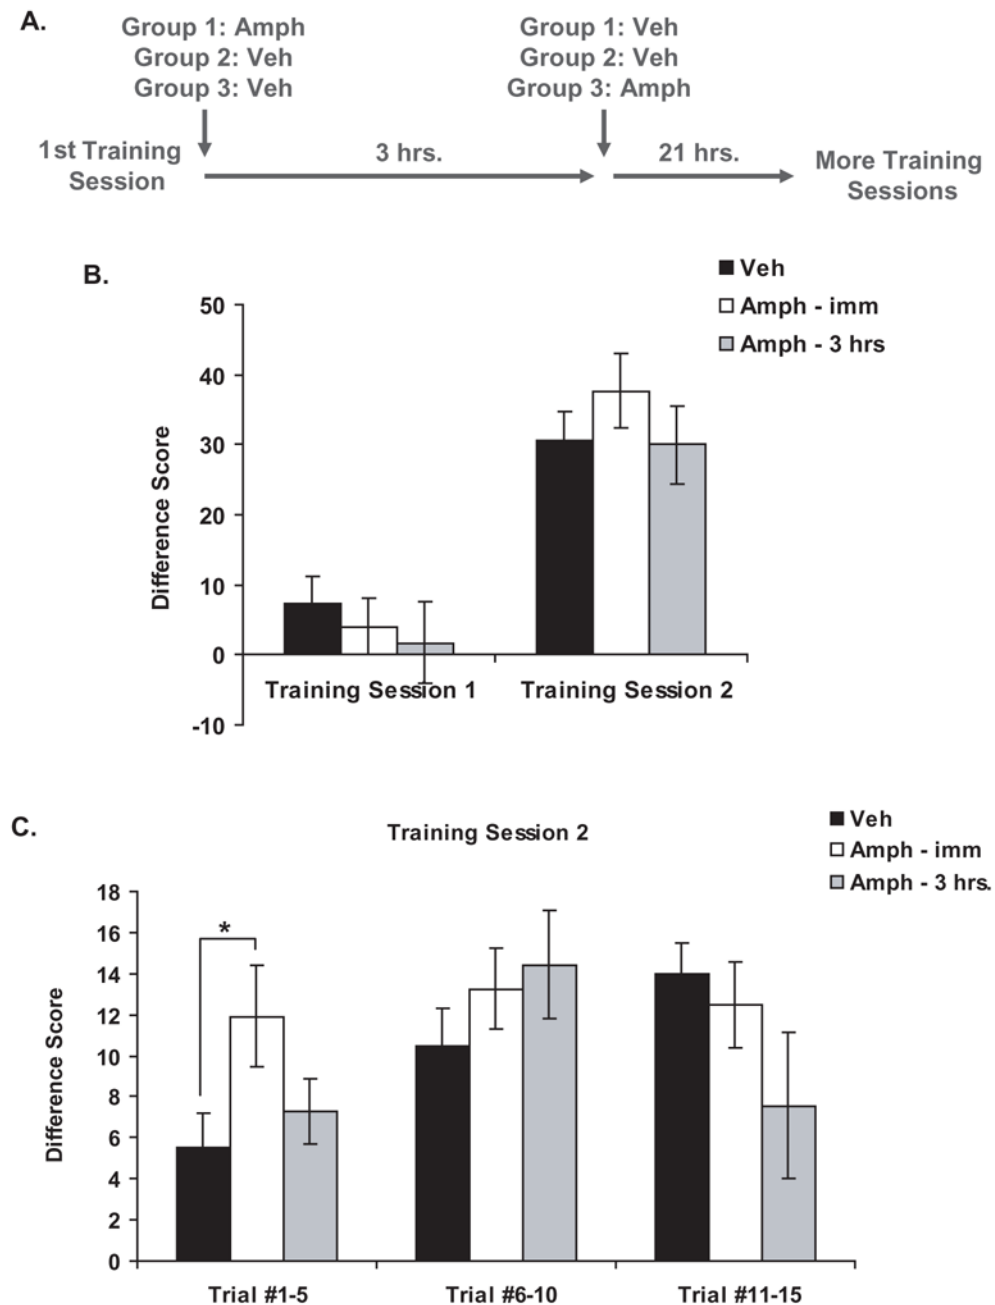 A.
Group 1: Amph
Group 2: Veh
Group 3: Veh
Group 1: Veh
Group 2: Veh
Group 3: Amph
1st Training
Session
3 hrs.
21 hrs.
More Training
Sessions
B.
Veh
Amph - imm
Amph - 3 hrs
Difference Score
50
40
30
20
10
0
-10
Training Session 1
Training Session 2
C.
Training Session 2
Veh
Amph - imm
Amph - 3 hrs.
Difference Score
18
16
14
12
10
8
6
4
2
0
*
Trial #1-5
Trial #6-10
Trial #11-15